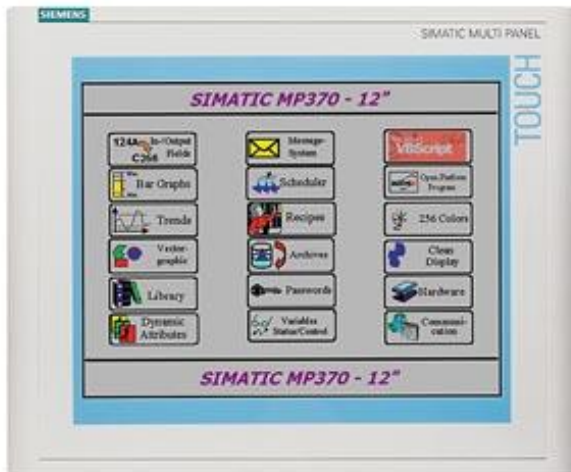 SIEMENS
SIMATIC MULTI PANEL
TOUCH
SIMATIC MP370 - 12"
124A In-/Output
C256 Fields
Message-
System
VBScript
Bar Graphs
Scheduler
Open Platform
Program
Trends
Recipes
256 Colors
Vector-
graphic
Archives
Clean
Display
Library
Passwords
Hardware
Dynamic
Attributes
Variables
Status/Control
Communi-
cation
SIMATIC MP370 - 12"